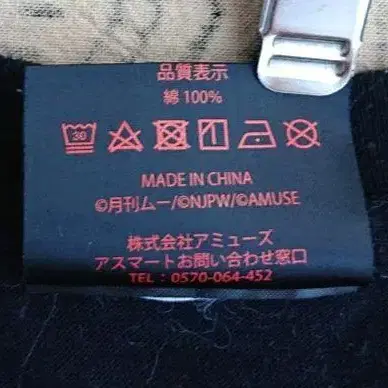 品質表示
綿 100%
30
MADE IN CHINA
©月刊ムー/©NJPW/©AMUSE
株式会社アミューズ
アスマートお問い合わせ窓口
TEL : 0570-064-452